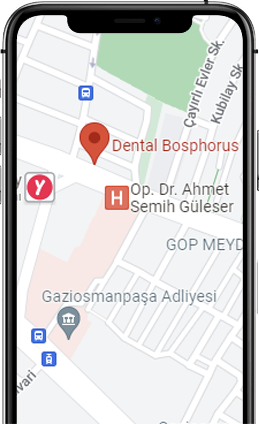 Çayırlı Evler Sk.
Kubilay Sk
Dental Bosphorus
y
Y
H
Op. Dr. Ahmet
Semih Güleser
GOP MEYD
Gaziosmanpaşa Adliyesi
vari